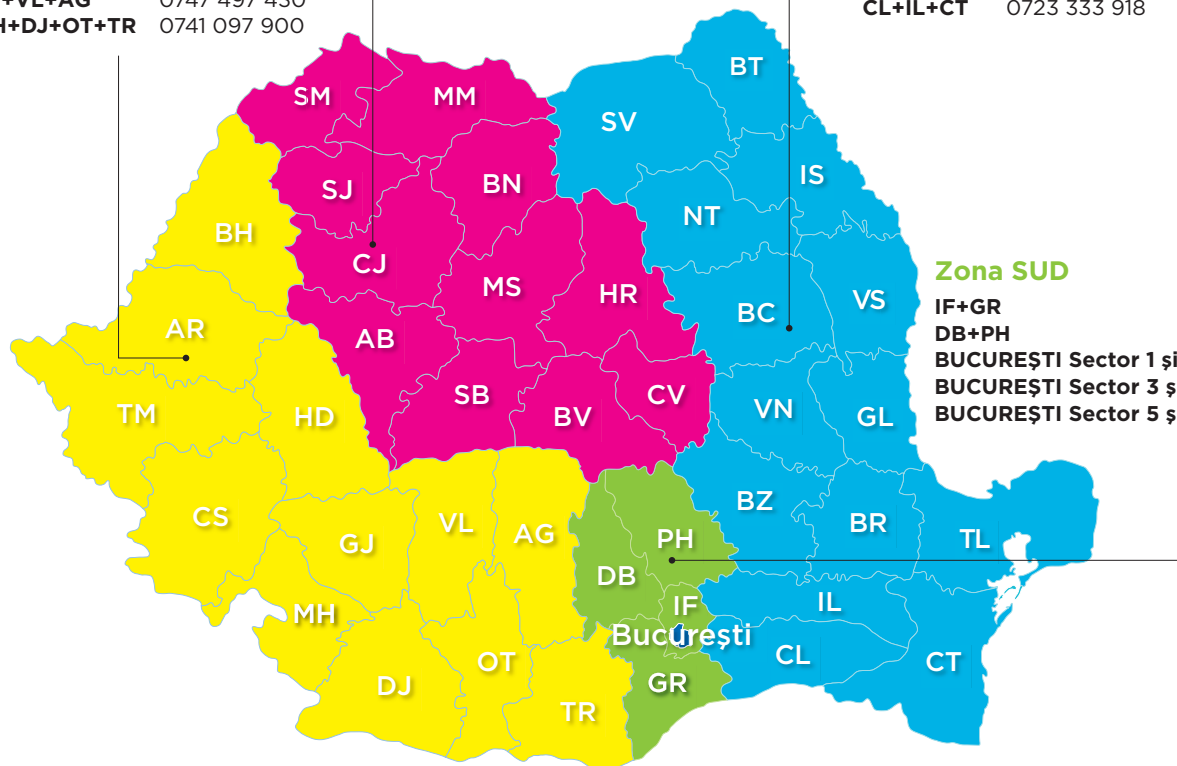 +VL+AG 0747 497 430
H+DJ+OT+TR 0741 097 900
CL+IL+CT 0723 333 918
BT
SM
MM
SV
IS
SJ
BN
NT
BH
CJ
MS
HR
VS
Zona SUD
IF+GR
DB+PH
BUCUREȘTI Sector 1 și
BUCUREȘTI Sector 3 ș
BUCUREȘTI Sector 5 ș
BC
AR
AB
SB
CV
TM
HD
BV
VN
GL
CS
VL
AG
BZ
BR
GJ
PH
TL
DB
IF
IL
MH
București
OT
CL
CT
DJ
GR
TR